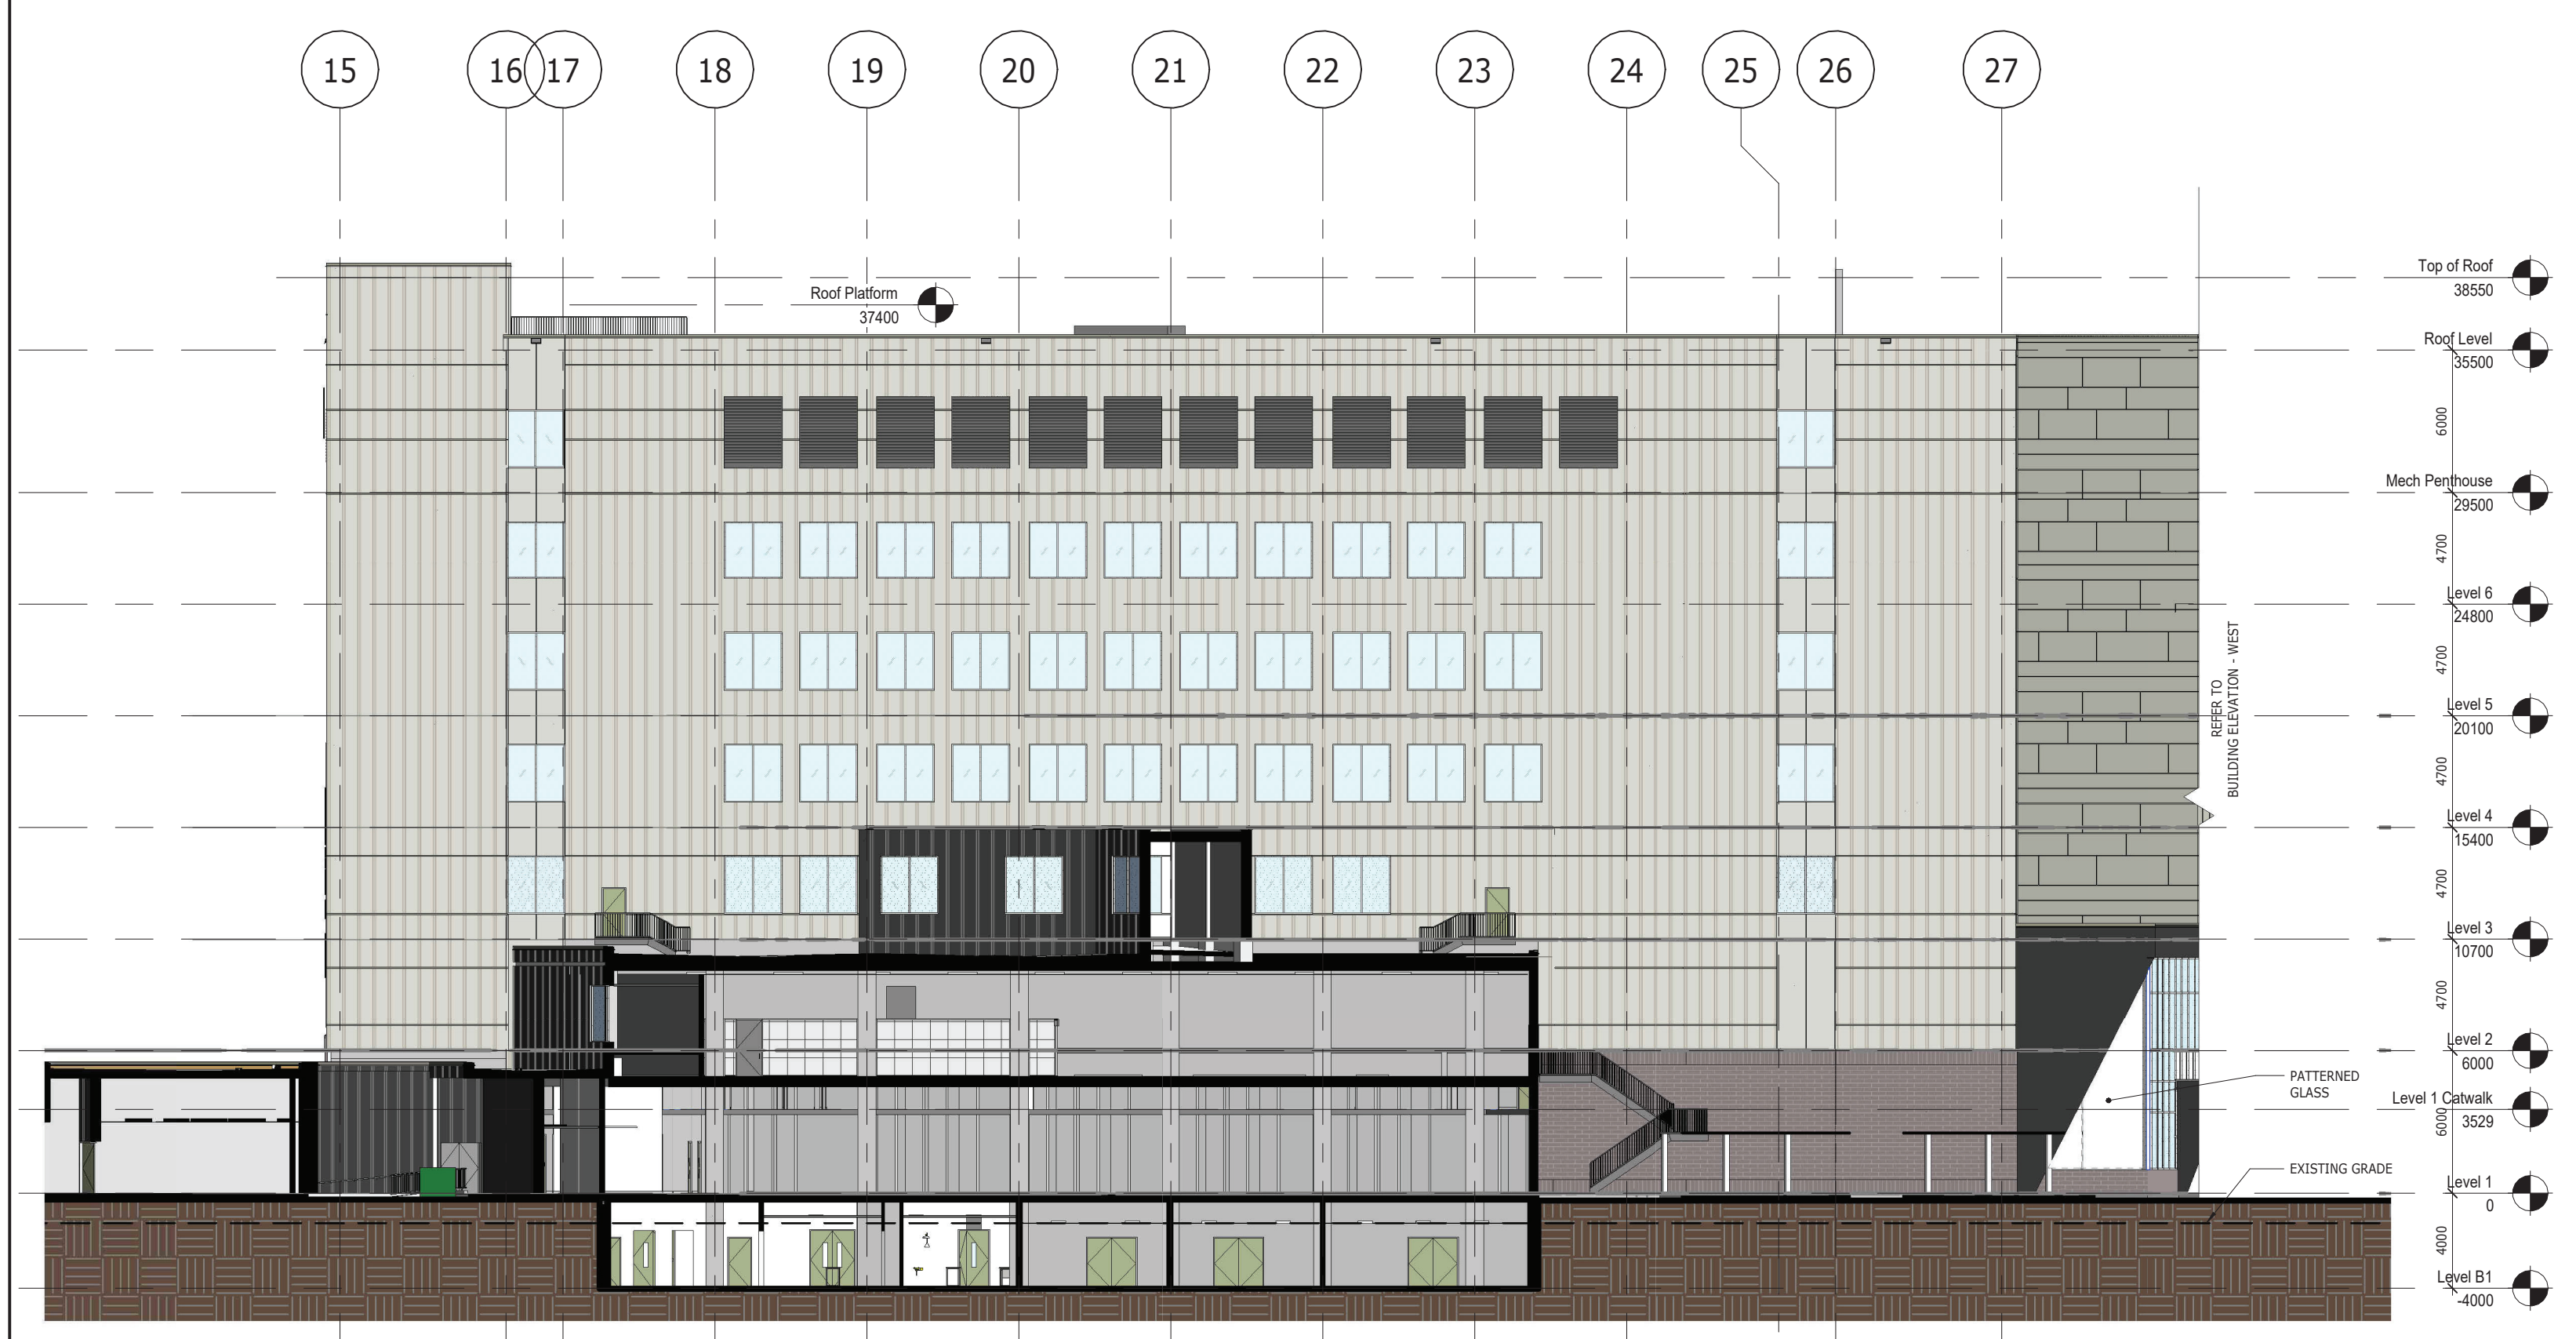 15
16
17
18
19
20
21
22
23
24
25
26
27
Top of Roof
38550
Roof Platform
37400
Roof Level
35500
6000
Mech Penthouse
29500
4700
Level 6
24800
4700
REFER TO
BUILDING ELEVATION - WEST
Level 5
20100
4700
Level 4
15400
4700
Level 3
10700
4700
Level 2
6000
PATTERNED
GLASS
Level 1 Catwalk
3529
6000
EXISTING GRADE
Level 1
0
4000
Level B1
-4000